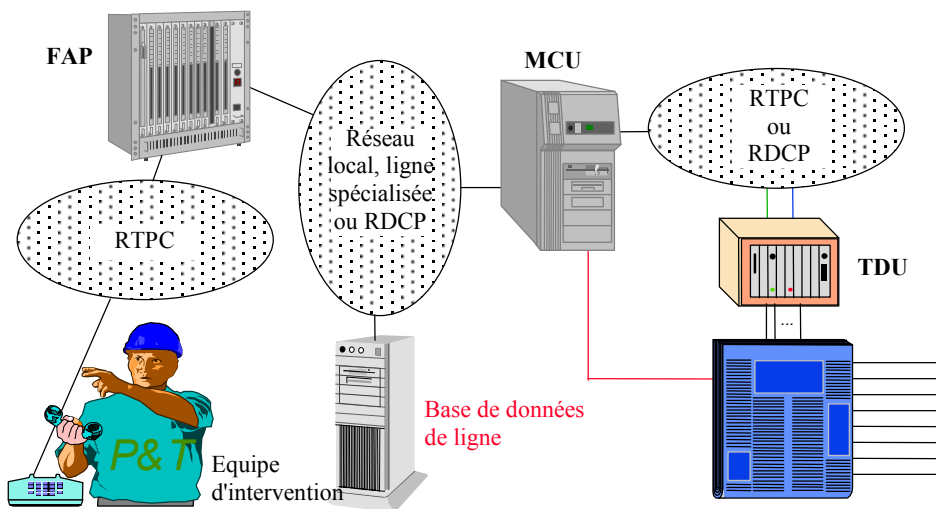 FAP
MCU
Réseau
local, ligne
spécialisée
ou RDCP
RTPC
ou
RDCP
RTPC
TDU
...
P&T
Equipe
d'intervention
Base de données
de ligne